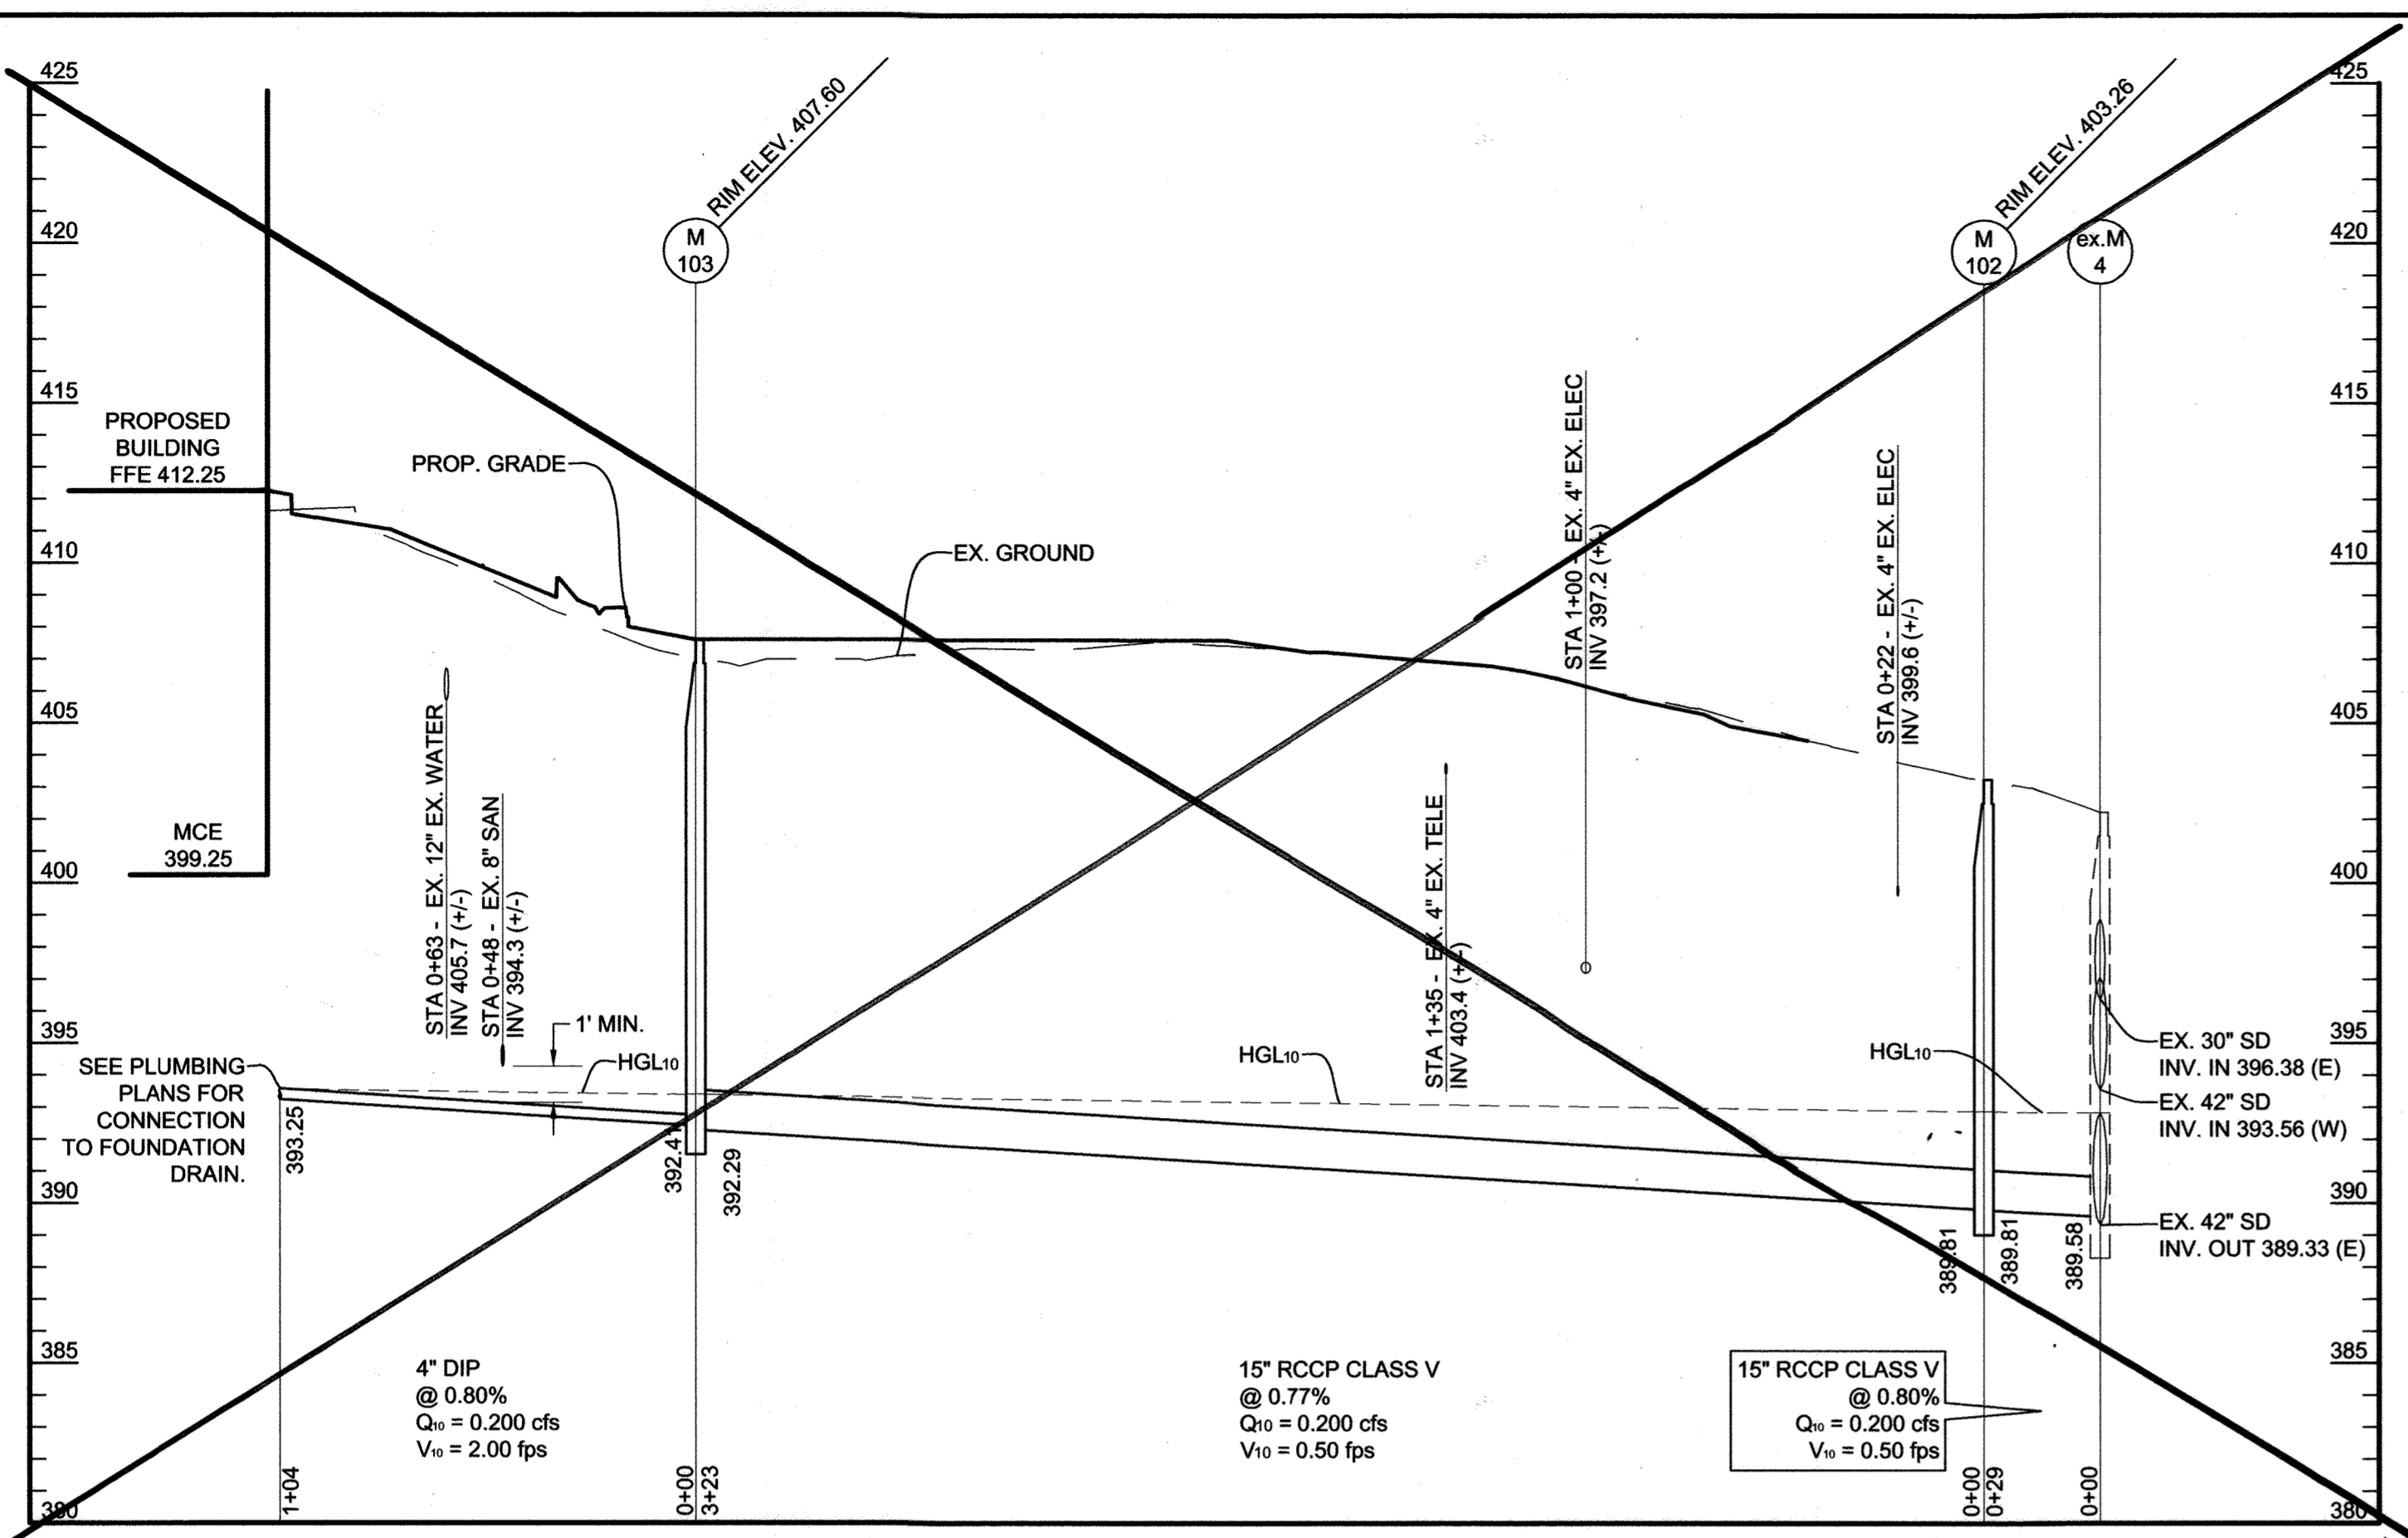 425
420
415
410
405
400
395
390
385
380
PROPOSED
BUILDING
FFE 412.25
MCE
399.25
SEE PLUMBING
PLANS FOR
CONNECTION
TO FOUNDATION
DRAIN.
393.25
1+04
PROP. GRADE
STA 0+63 - EX. 12" EX. WATER
INV 405.7 (+/-)
STA 0+48 - EX. 8" SAN
INV 394.3 (+/-)
1' MIN.
HGL10
4" DIP
@ 0.80%
Q10 = 0.200 cfs
V10 = 2.00 fps
RIM ELEV. 407.60
M
103
392.41
392.29
0+00
3+23
EX. GROUND
HGL10
15" RCCP CLASS V
@ 0.77%
Q10 = 0.200 cfs
V10 = 0.50 fps
STA 1+35 - EX. 4" EX. TELE
INV 403.4 (+/-)
STA 1+00 - EX. 4" EX. ELEC
INV 397.2 (+/-)
STA 0+22 - EX. 4" EX. ELEC
INV 399.6 (+/-)
HGL10
15" RCCP CLASS V
@ 0.80%
Q10 = 0.200 cfs
V10 = 0.50 fps
RIM ELEV. 403.26
M
102
389.81
389.81
0+00
0+29
ex.M
4
389.58
0+00
EX. 30" SD
INV. IN 396.38 (E)
EX. 42" SD
INV. IN 393.56 (W)
EX. 42" SD
INV. OUT 389.33 (E)
425
420
415
410
405
400
395
390
385
380